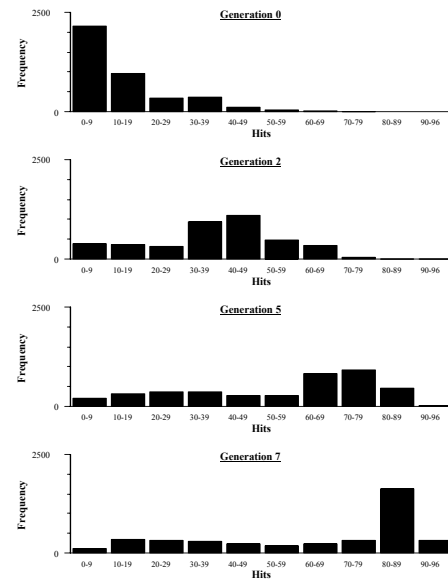 Generation 0
2500
Frequency
0
0-9 10-19 20-29 30-39 40-49 50-59 60-69 70-79 80-89 90-96
Hits
Generation 2
2500
Frequency
0
0-9 10-19 20-29 30-39 40-49 50-59 60-69 70-79 80-89 90-96
Hits
Generation 5
2500
Frequency
0
0-9 10-19 20-29 30-39 40-49 50-59 60-69 70-79 80-89 90-96
Hits
Generation 7
2500
Frequency
0
0-9 10-19 20-29 30-39 40-49 50-59 60-69 70-79 80-89 90-96
Hits